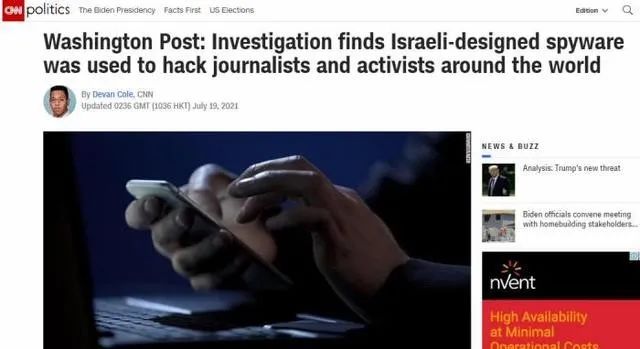 CNN politics The Biden Presidency Facts First US Elections Edition
Washington Post: Investigation finds Israeli-designed spyware
was used to hack journalists and activists around the world
By Devan Cole, CNN
Updated 0236 GMT (1036 HKT) July 19, 2021
NEWS & BUZZ
Analysis: Trump's new threat
Biden officials convene meeting
with homebuilding stakeholders...
nVent
High Availability
at Minimal
Operational Costs